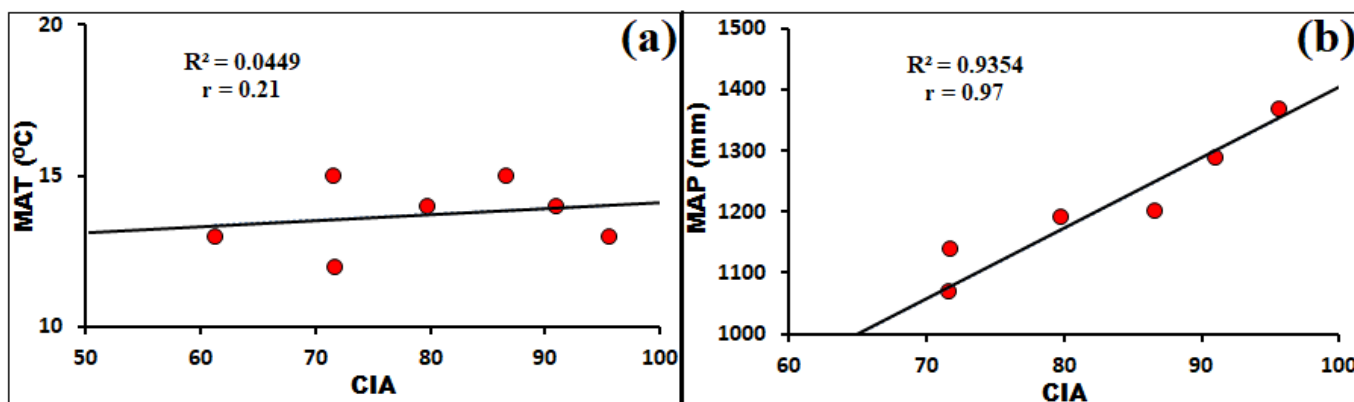 (a)
R² = 0.0449
r = 0.21
MAT (⁰C)
20
15
10
50 60 70 80 90 100
CIA
(b)
R² = 0.9354
r = 0.97
MAP (mm)
1500
1400
1300
1200
1100
1000
60 70 80 90 100
CIA